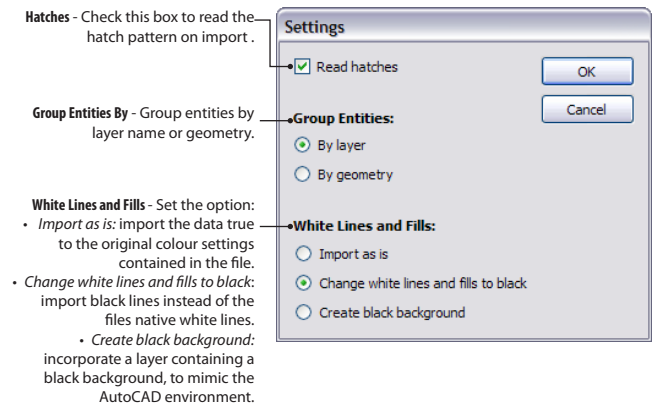 Hatches - Check this box to read the
hatch pattern on import .
Group Entities By - Group entities by
layer name or geometry.
White Lines and Fills - Set the option:
• Import as is: import the data true
to the original colour settings
contained in the file.
• Change white lines and fills to black:
import black lines instead of the
files native white lines.
• Create black background:
incorporate a layer containing a
black background, to mimic the
AutoCAD environment.
Settings
Read hatches
OK
Cancel
Group Entities:
By layer
By geometry
White Lines and Fills:
Import as is
Change white lines and fills to black
Create black background